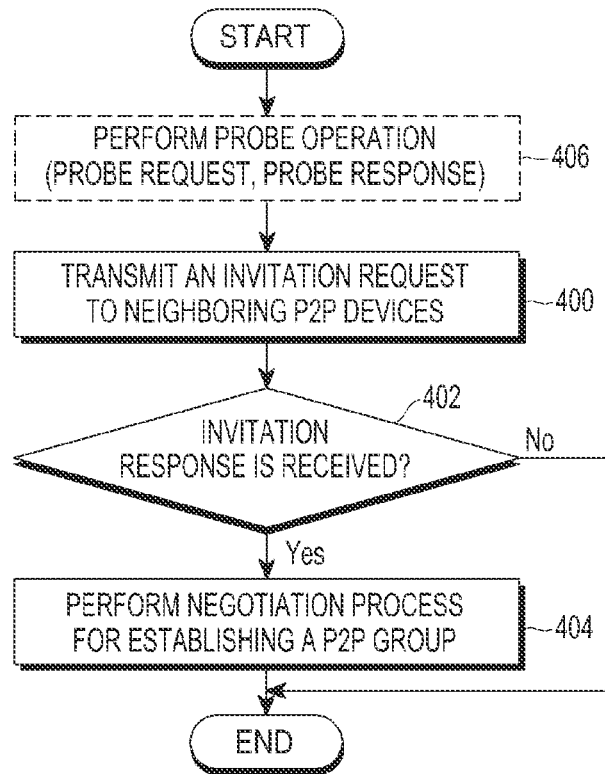 START
PERFORM PROBE OPERATION
(PROBE REQUEST, PROBE RESPONSE)
406
TRANSMIT AN INVITATION REQUEST
TO NEIGHBORING P2P DEVICES
400
402
INVITATION
RESPONSE IS RECEIVED?
No
Yes
PERFORM NEGOTIATION PROCESS
FOR ESTABLISHING A P2P GROUP
404
END